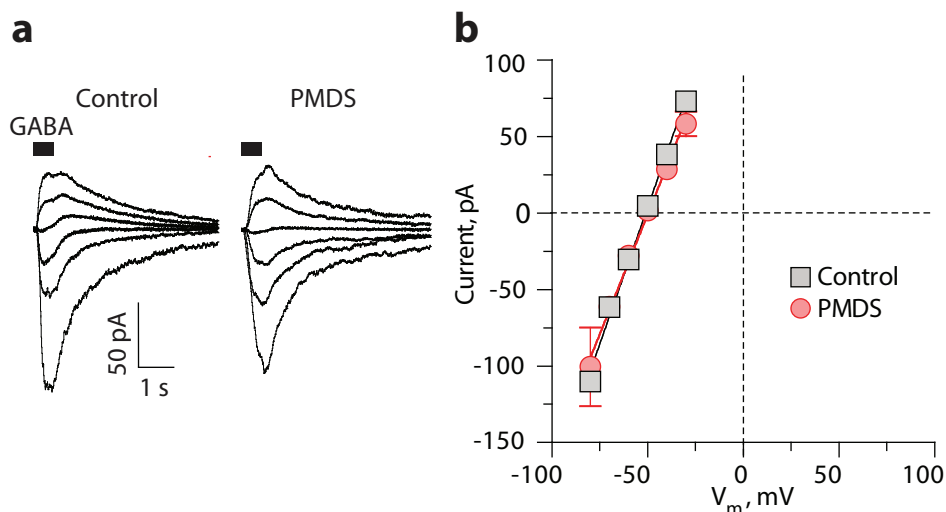 a
Control
PMDS
GABA
50 pA
1 s
b
Current, pA
100
50
0
-50
-100
-150
Control
PMDS
-100
-50
0
50
100
Vm, mV